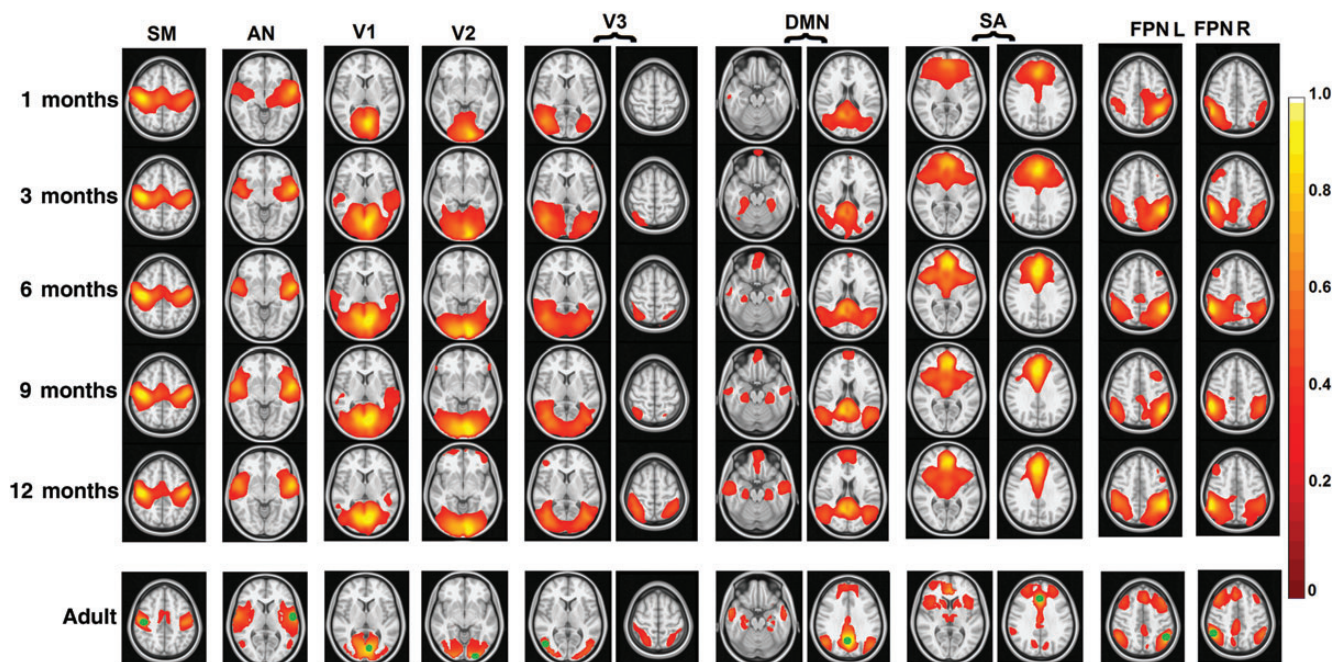 SM AN V1 V2 V3 DMN SA FPN L FPN R
1 months
3 months
6 months
9 months
12 months
Adult
1.0
0.8
0.6
0.4
0.2
0